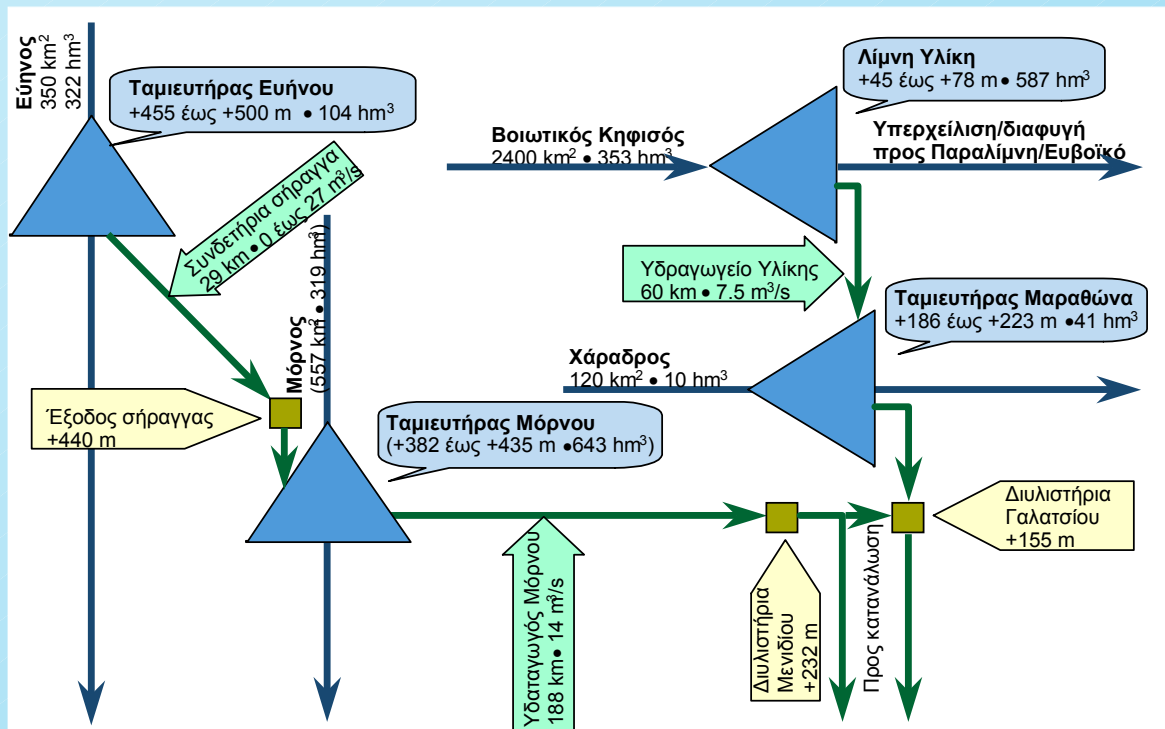 Εύηνος
350 km²
322 hm³
Ταμιευτήρας Ευήνου
+455 έως +500 m • 104 hm³
Συνδετήρια σήραγγα
29 km • 0 έως 27 m³/s
Μόρνος
(557 km² • 319 hm³)
Έξοδος σήραγγας
+440 m
Ταμιευτήρας Μόρνου
(+382 έως +435 m •643 hm³)
Υδαταγωγός Μόρνου
188 km• 14 m³/s
Λίμνη Υλίκη
+45 έως +78 m • 587 hm³
Βοιωτικός Κηφισός
2400 km² • 353 hm³
Υπερχείλιση/διαφυγή
προς Παραλίμνη/Ευβοϊκό
Υδραγωγείο Υλίκης
60 km • 7.5 m³/s
Ταμιευτήρας Μαραθώνα
+186 έως +223 m •41 hm³
Χάραδρος
120 km² • 10 hm³
Διυλιστήρια
Γαλατσίου
+155 m
Διυλιστήρια
Μενιδίου
+232 m
Προς κατανάλωση